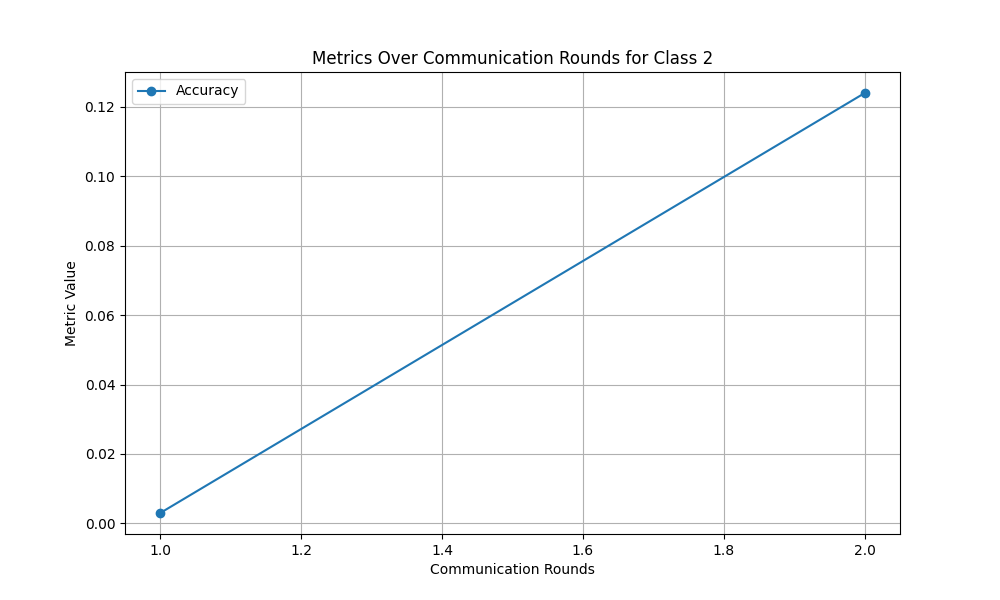 Metrics Over Communication Rounds for Class 2
Accuracy
0.12
0.10
0.08
0.06
0.04
0.02
0.00
Metric Value
1.0 1.2 1.4 1.6 1.8 2.0
Communication Rounds